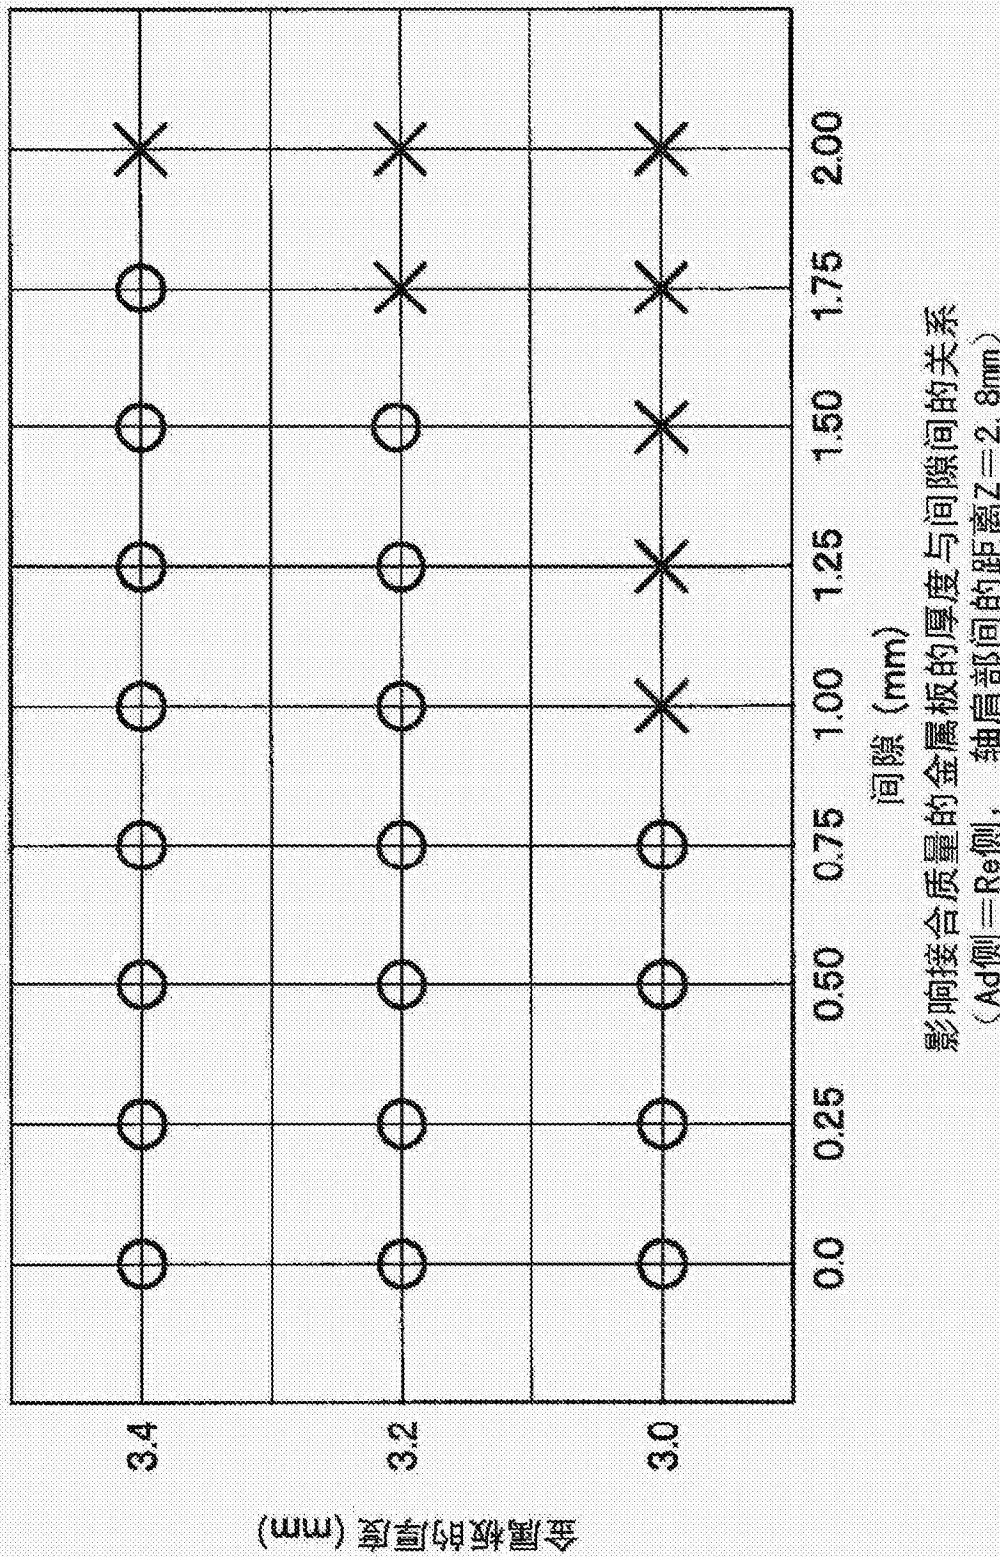 金属板的厚度 (mm)
3.4
3.2
3.0
0.0 0.25 0.50 0.75 1.00 1.25 1.50 1.75 2.00
间隙 (mm)
影响接合质量的金属板的厚度与间隙间的关系
(Ad侧=Re侧, 轴肩部间的距离Z=2.8mm)